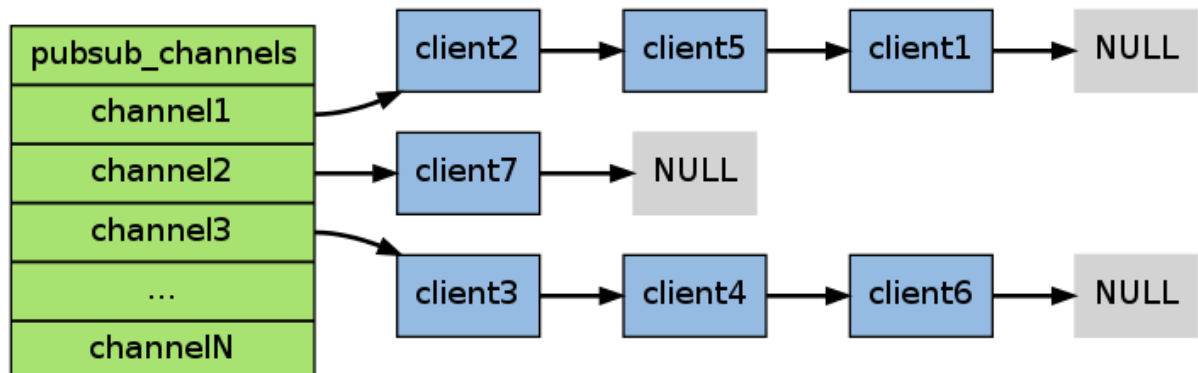 pubsub_channels
channel1
channel2
channel3
...
channelN
client2 client5 client1 NULL
client7 NULL
client3 client4 client6 NULL